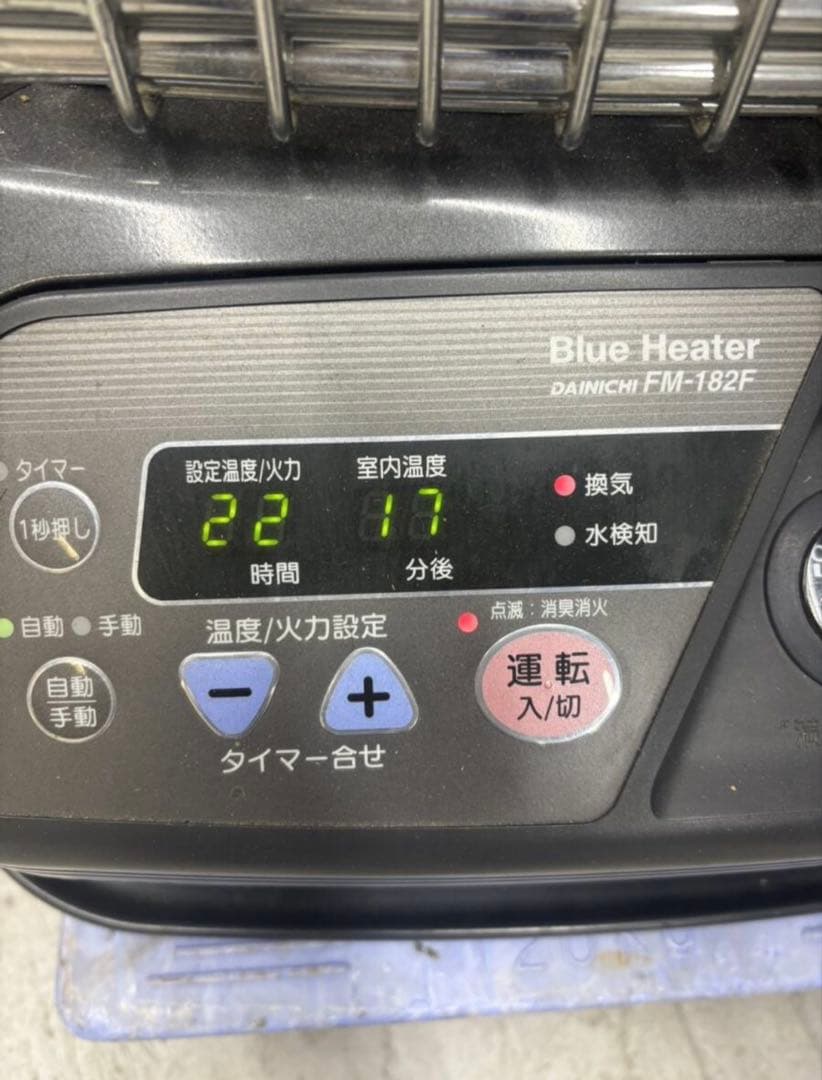 Blue Heater
DAINICHI FM-182F
タイマー
1秒押し
設定温度/火力
室内温度
22
17
時間
分後
換気
水検知
自動
手動
自動
手動
温度/火力設定
−
+
タイマー合せ
点滅:消臭消火
運転
入/切